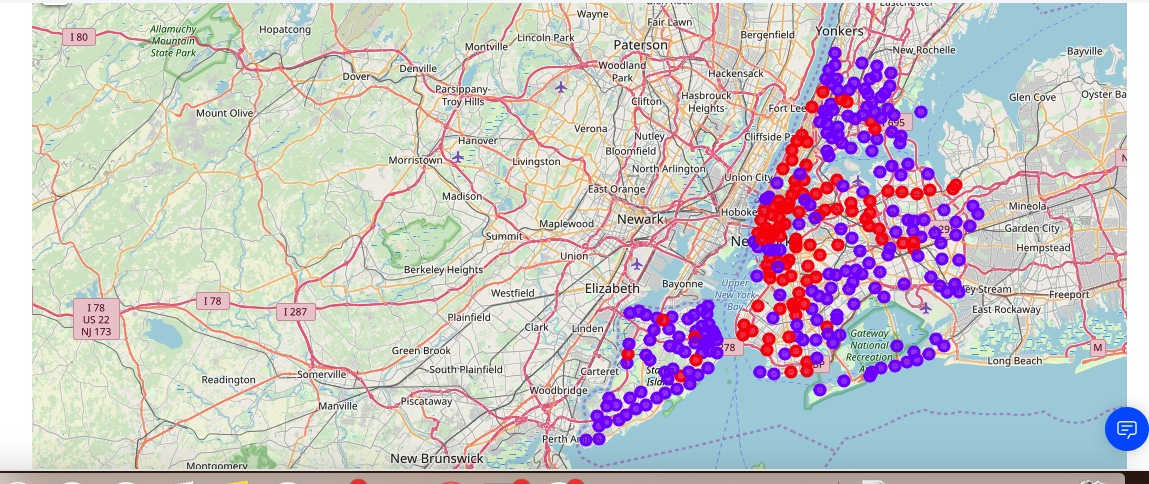 Eastchester
Wayne
Fair Lawn
Hopatcong
Allamuchy
Mountain
State Park
I 80
Lincoln Park
Bergenfield
Yonkers
Paterson
Montville
New Rochelle
Bayville
Denville
Dover
Woodland
Park
Hackensack
Parsippany-
Troy Hills
Clifton
Hasbrouck
Heights
Fort Lee
Glen Cove
Oyster Ba
Mount Olive
695
Verona
Nutley
Cliffside Pa
Hanover
Bloomfield
Morristown
Livingston
North Arlington
Union City
East Orange
Madison
Mineola
Newark
Maplewood
Hoboke
Garden City
Summit
Hempstead
Union
Berkeley Heights
Elizabeth
Bayonne
Upper
New York
Bay
ley Stream
Freeport
Westfield
I 78
I 78
US 22
NJ 173
I 287
East Rockaway
Plainfield
Clark
Linden
Gateway
National
Recreation
Green Brook
278
M
Long Beach
South Plainfield
Carteret
Readington
Somerville
Woodbridge
Manville
Piscataway
Perth Am
New Brunswick
Montgomery